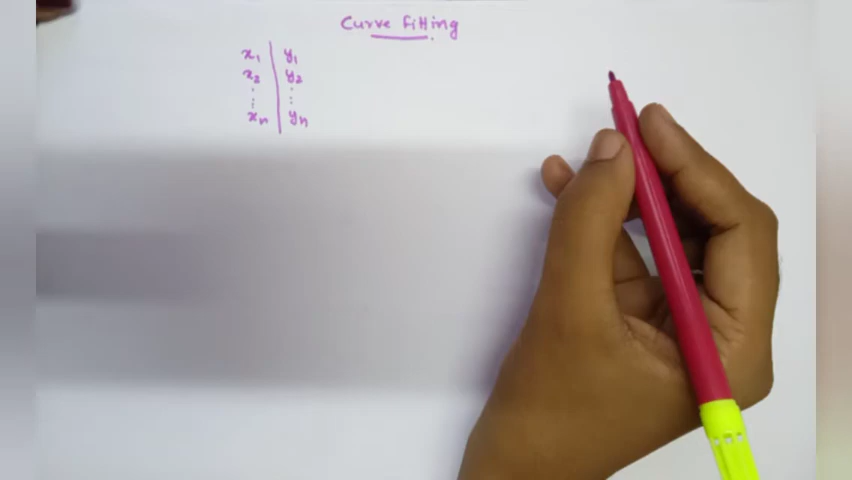 Curve fitting
x₁ y₁
x₂ y₂
⋮ ⋮
xₙ yₙ